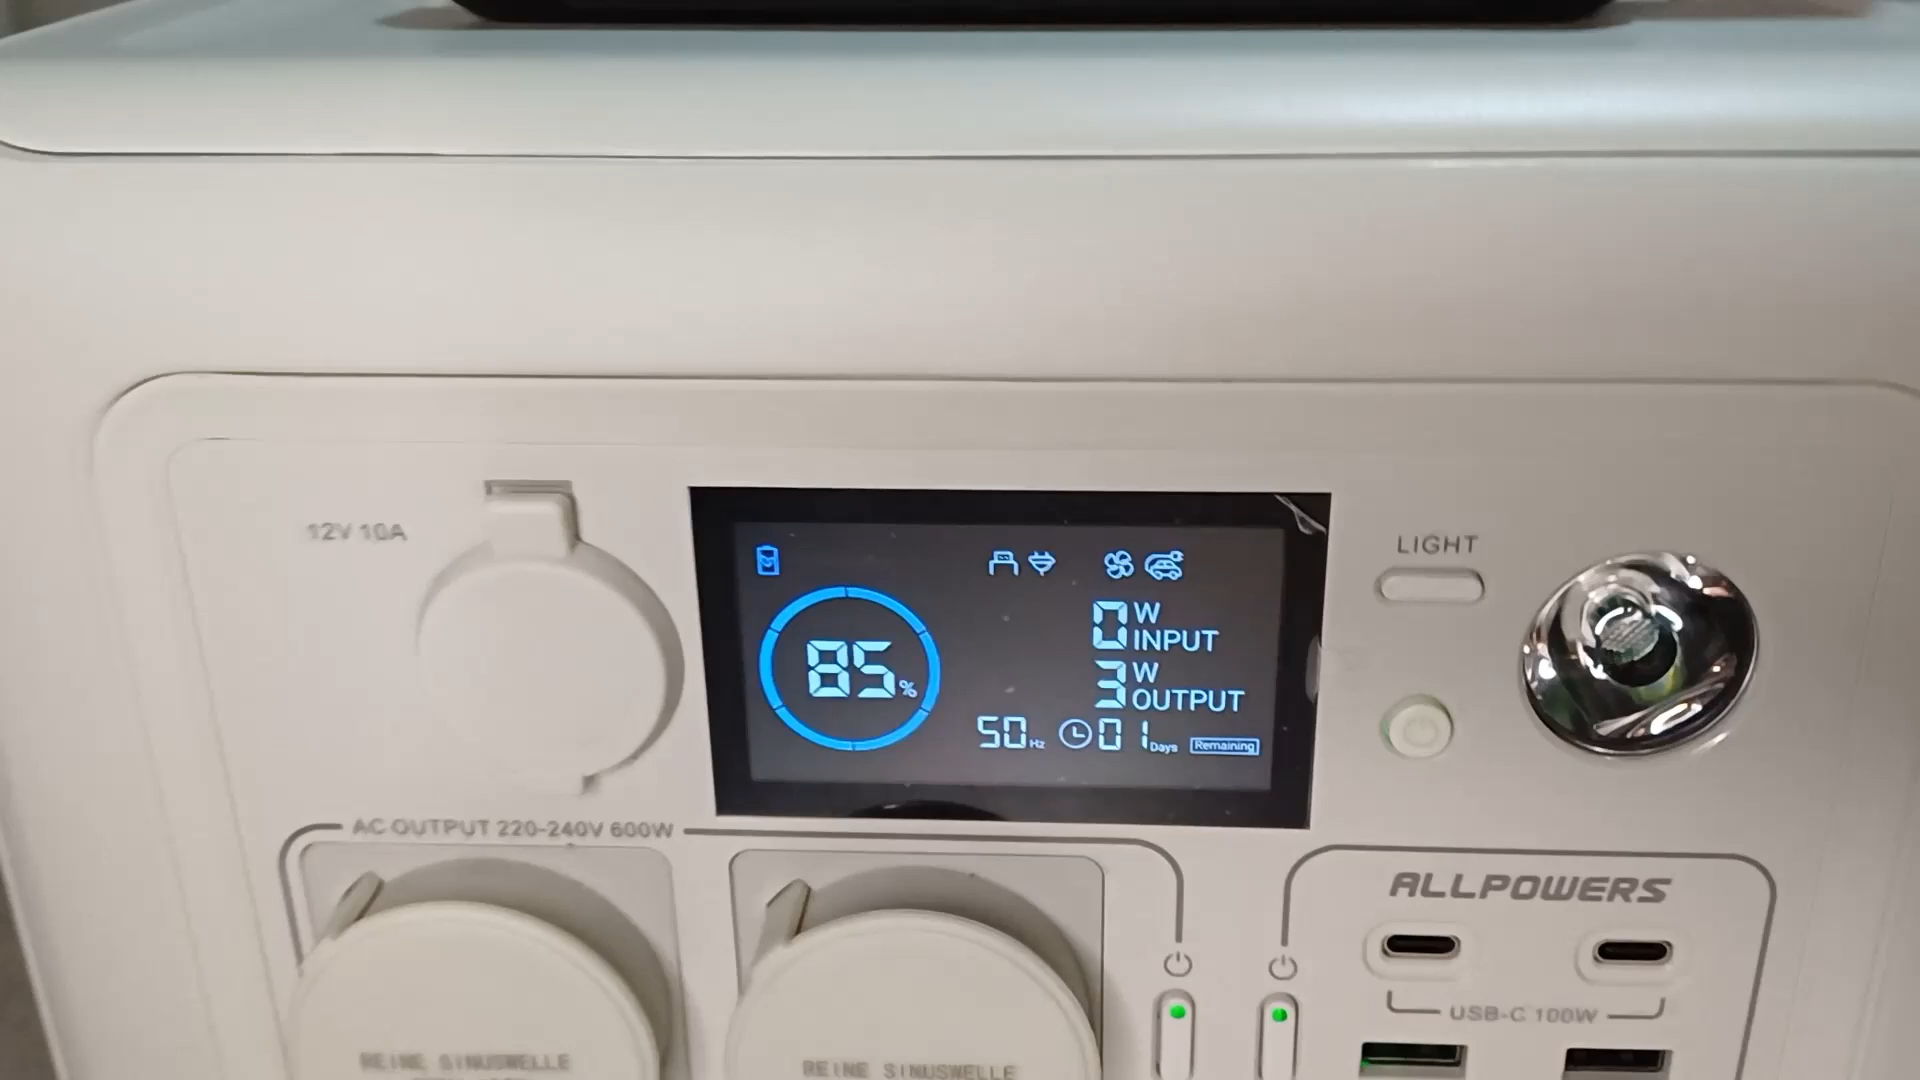 12V 10A
85%
0 W
INPUT
3 W
OUTPUT
50 Hz 01 Days Remaining
LIGHT
AC OUTPUT 220-240V 600W
ALLPOWERS
USB-C 100W
REINE SINUSWELLE
REINE SINUSWELLE